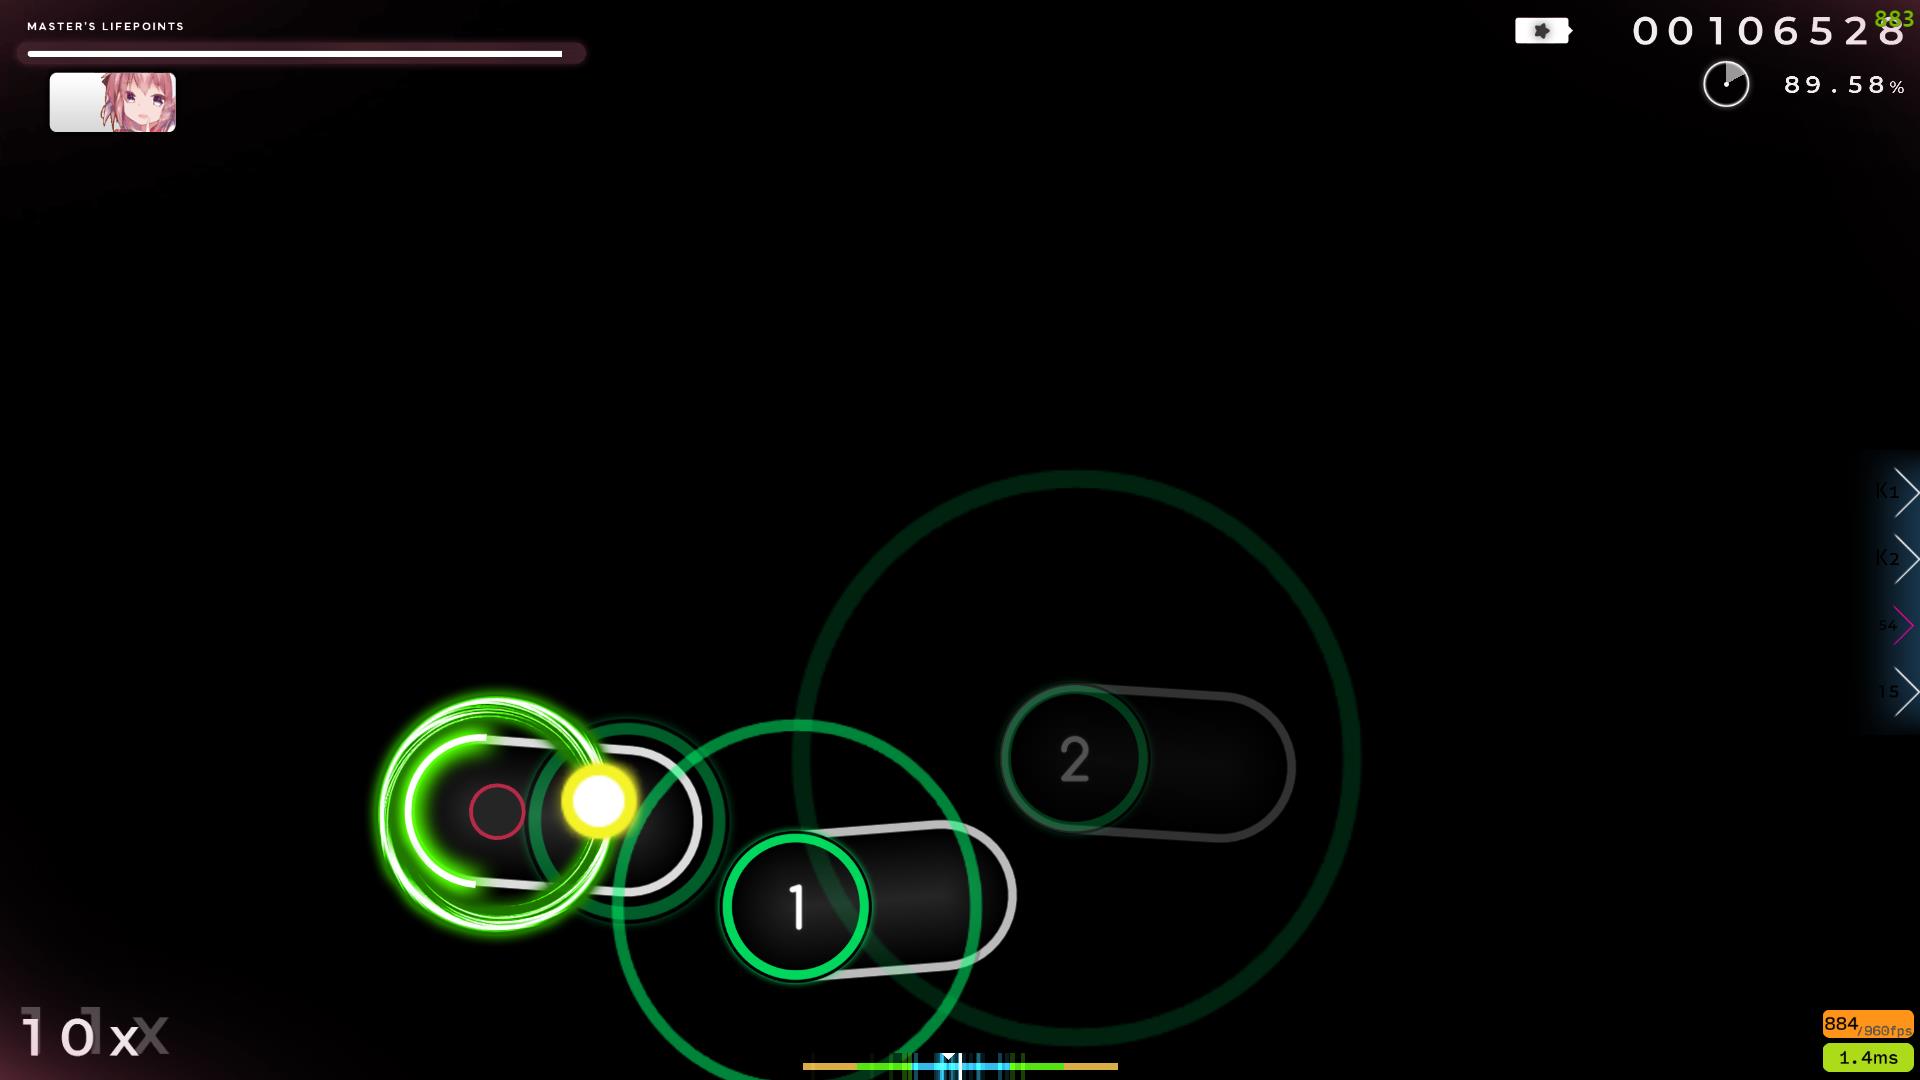 MASTER'S LIFEPOINTS
00106528
883
89.58%
K1
K2
54
15
2
1
10x
884/960fps
1.4ms